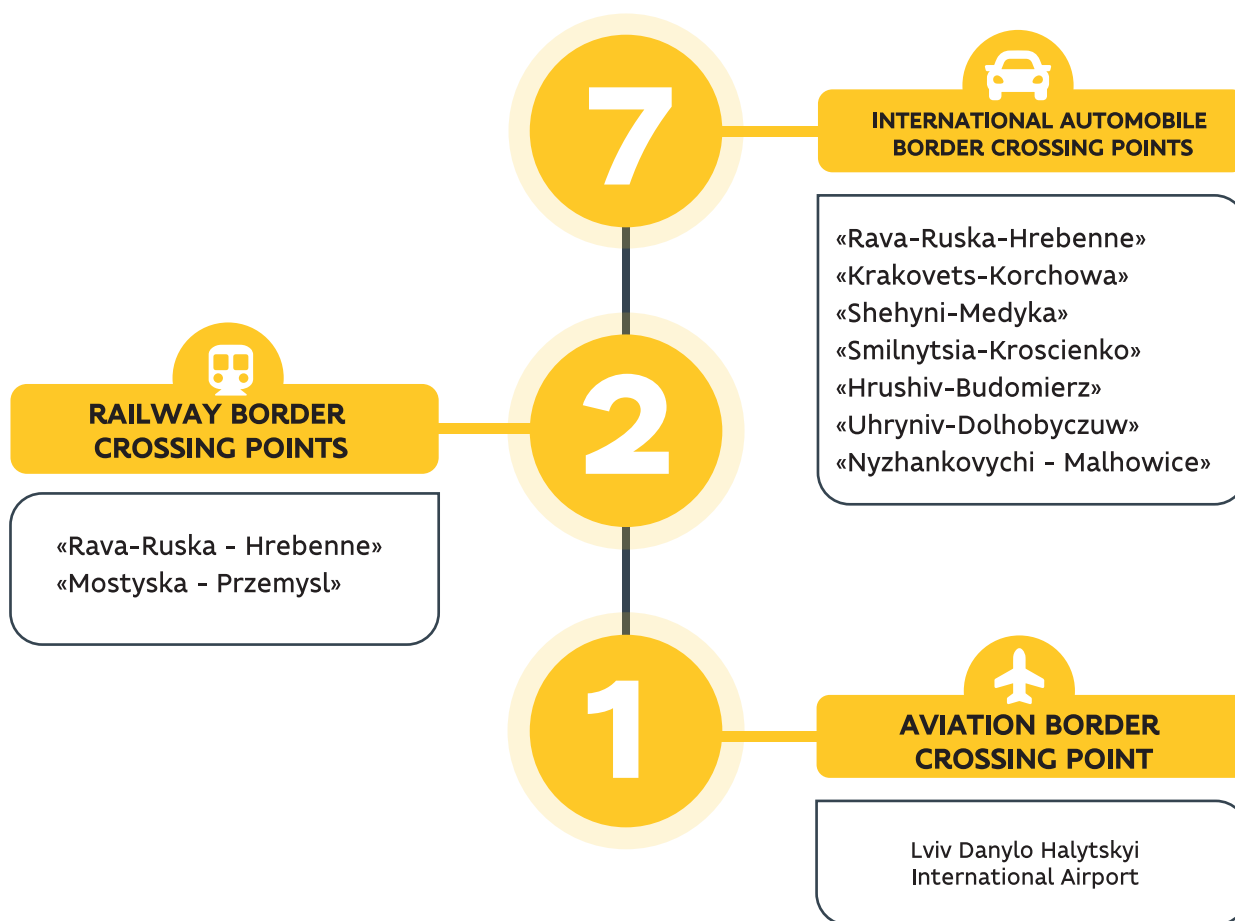 7
INTERNATIONAL AUTOMOBILE
BORDER CROSSING POINTS
«Rava-Ruska-Hrebenne»
«Krakovets-Korchowa»
«Shehyni-Medyka»
«Smilnytsia-Kroscienko»
«Hrushiv-Budomierz»
«Uhryniv-Dolhobyczuw»
«Nyzhankovychi - Malhowice»
2
RAILWAY BORDER
CROSSING POINTS
«Rava-Ruska - Hrebenne»
«Mostyska - Przemysl»
1
AVIATION BORDER
CROSSING POINT
Lviv Danylo Halytskyi
International Airport